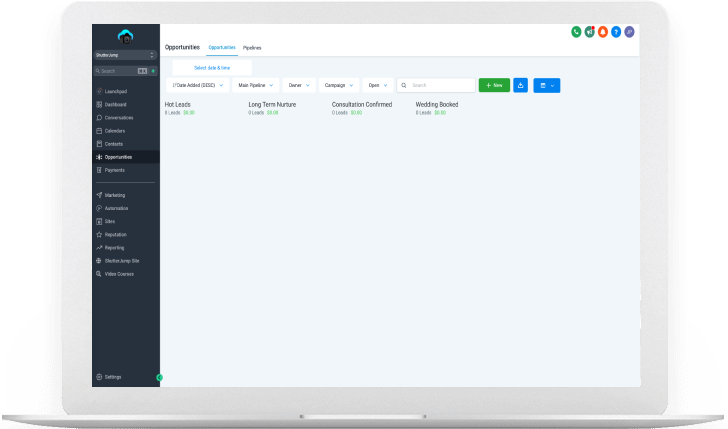 Opportunities
Opportunities
Pipelines
ShutterJump
Search
⌘K
Select date & time
Date Added (DESC)
Main Pipeline
Owner
Campaign
Open
Search
+ New
Launchpad
Dashboard
Conversations
Calendars
Contacts
Opportunities
Payments
Marketing
Automation
Sites
Reputation
Reporting
ShutterJump Site
Video Courses
Settings
Hot Leads
0 Leads $0.00
Long Term Nurture
0 Leads $0.00
Consultation Confirmed
0 Leads $0.00
Wedding Booked
0 Leads $0.00